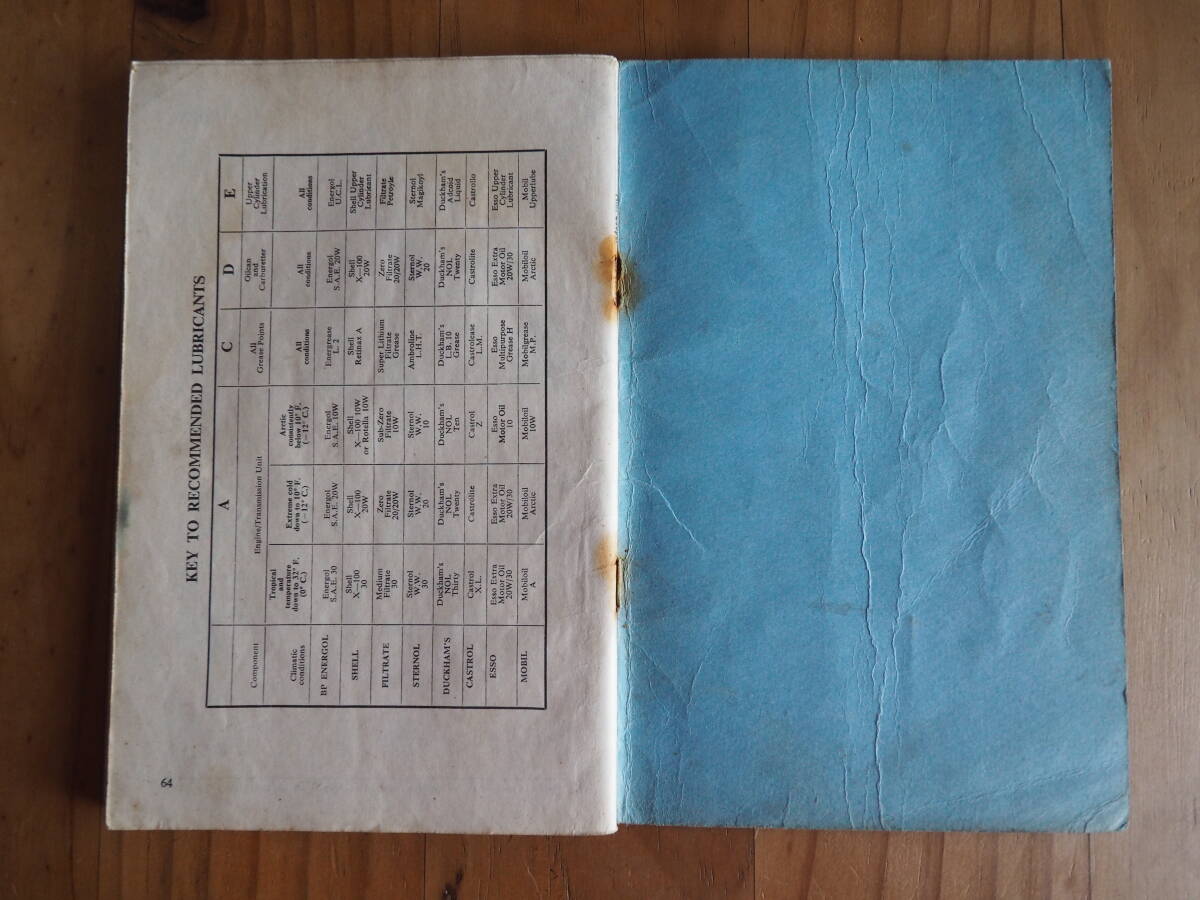 64
KEY TO RECOMMENDED LUBRICANTS
A
C
D
E
Component
Engine/Transmission Unit
All
Grease Points
Oilcan
and
Carburetter
Upper
Cylinder
Lubrication
Climatic
conditions
Tropical
and
temperature
down to 32° F.
(0° C.)
Extreme cold
down to 10° F.
(−12° C.)
Arctic
consistently
below 10° F.
(−12° C.)
All
conditions
All
conditions
All
conditions
BP ENERGOL
Energol
S.A.E. 30
Energol
S.A.E. 20W
Energol
S.A.E. 10W
Energrease
L. 2
Energol
S.A.E. 20W
Energol
U.C.L.
SHELL
Shell
X—100
30
Shell
X—100
20W
Shell
X—100 10W
or Rotella 10W
Shell
Retinax A
Shell
X—100
20W
Shell Upper
Cylinder
Lubricant
FILTRATE
Medium
Filtrate
30
Zero
Filtrate
20/20W
Sub-Zero
Filtrate
10W
Super Lithium
Filtrate
Grease
Zero
Filtrate
20/20W
Filtrate
Petroyle
STERNOL
Sternol
W.W.
30
Sternol
W.W.
20
Sternol
W.W.
10
Ambroline
L.H.T.
Sternol
W.W.
20
Sternol
Magikoyl
DUCKHAM'S
Duckham's
NOL
Thirty
Duckham's
NOL
Twenty
Duckham's
NOL
Ten
Duckham's
L.B. 10
Grease
Duckham's
NOL
Twenty
Duckham's
Adcoid
Liquid
CASTROL
Castrol
X.L.
Castrolite
Castrol
Z
Castrolease
L.M.
Castrolite
Castrollo
ESSO
Esso Extra
Motor Oil
20W/30
Esso Extra
Motor Oil
20W/30
Esso
Motor Oil
10
Esso
Multipurpose
Grease H
Esso Extra
Motor Oil
20W/30
Esso Upper
Cylinder
Lubricant
MOBIL
Mobiloil
A
Mobiloil
Arctic
Mobiloil
10W
Mobilgrease
M.P.
Mobiloil
Arctic
Mobil
Upperlube